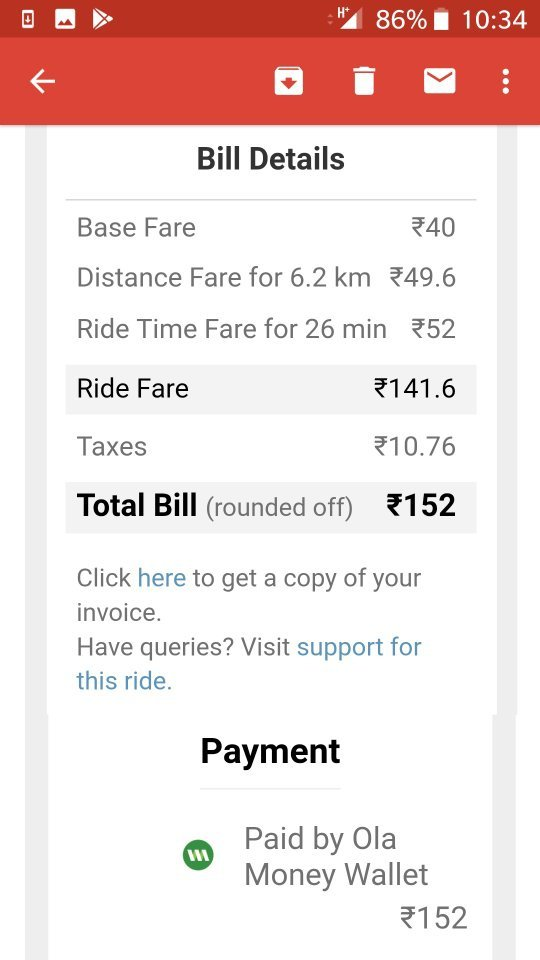 H+ 86% 10:34
Bill Details
Base Fare ₹40
Distance Fare for 6.2 km ₹49.6
Ride Time Fare for 26 min ₹52
Ride Fare ₹141.6
Taxes ₹10.76
Total Bill (rounded off) ₹152
Click here to get a copy of your
invoice.
Have queries? Visit support for
this ride.
Payment
Paid by Ola
Money Wallet
₹152